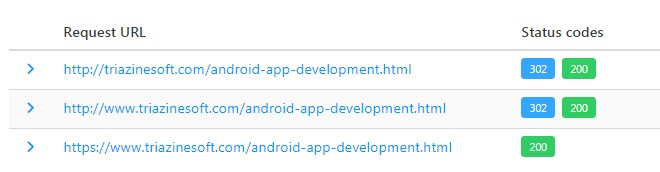 Request URL Status codes
http://triazinesoft.com/android-app-development.html 302 200
http://www.triazinesoft.com/android-app-development.html 302 200
https://www.triazinesoft.com/android-app-development.html 200